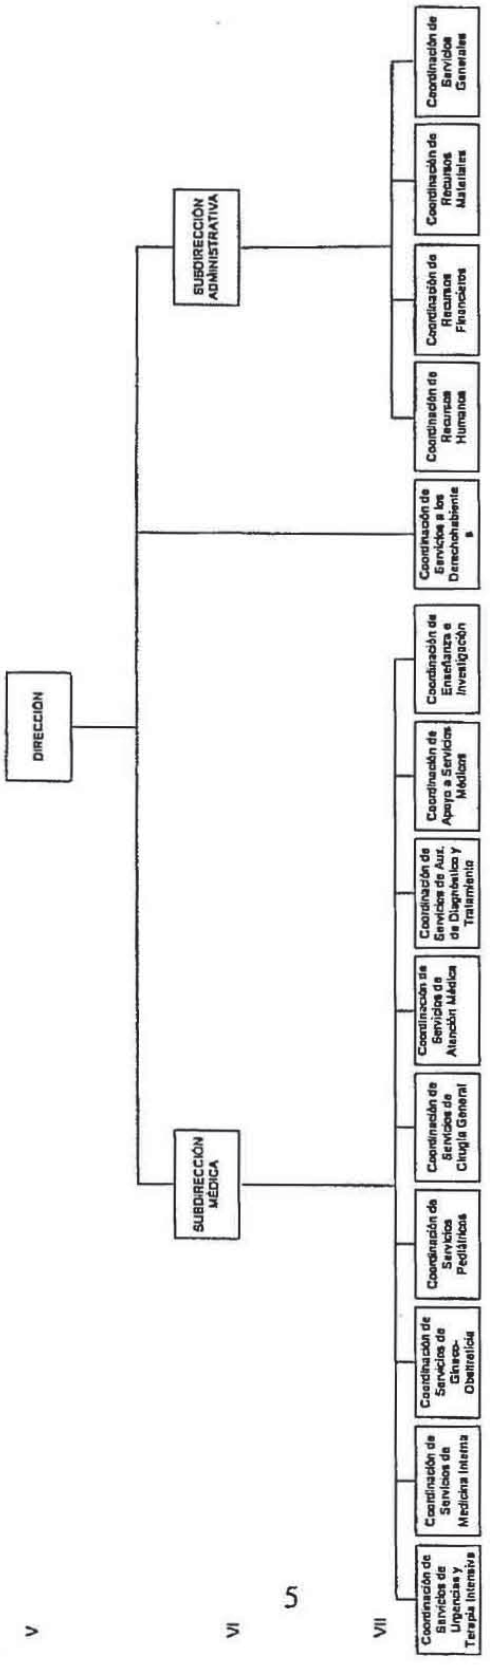 V
DIRECCIÓN
VI
SUBDIRECCIÓN
MÉDICA
SUBDIRECCIÓN
ADMINISTRATIVA
VII
Coordinación de
Servicios de
Urgencias y
Terapia Intensiva
Coordinación de
Servicios de
Medicina Interna
Coordinación de
Servicios de
Gineco-
Obstetricia
Coordinación de
Servicios
Pediátricos
Coordinación de
Servicios de
Cirugía General
Coordinación de
Servicios de
Atención Médica
Coordinación de
Servicios de Aux.
de Diagnóstico y
Tratamiento
Coordinación de
Apoyo a Servicios
Médicos
Coordinación de
Enseñanza e
Investigación
Coordinación de
Servicios a los
Derechohabiente
s
Coordinación de
Recursos
Humanos
Coordinación de
Recursos
Financieros
Coordinación de
Recursos
Materiales
Coordinación de
Servicios
Generales
5